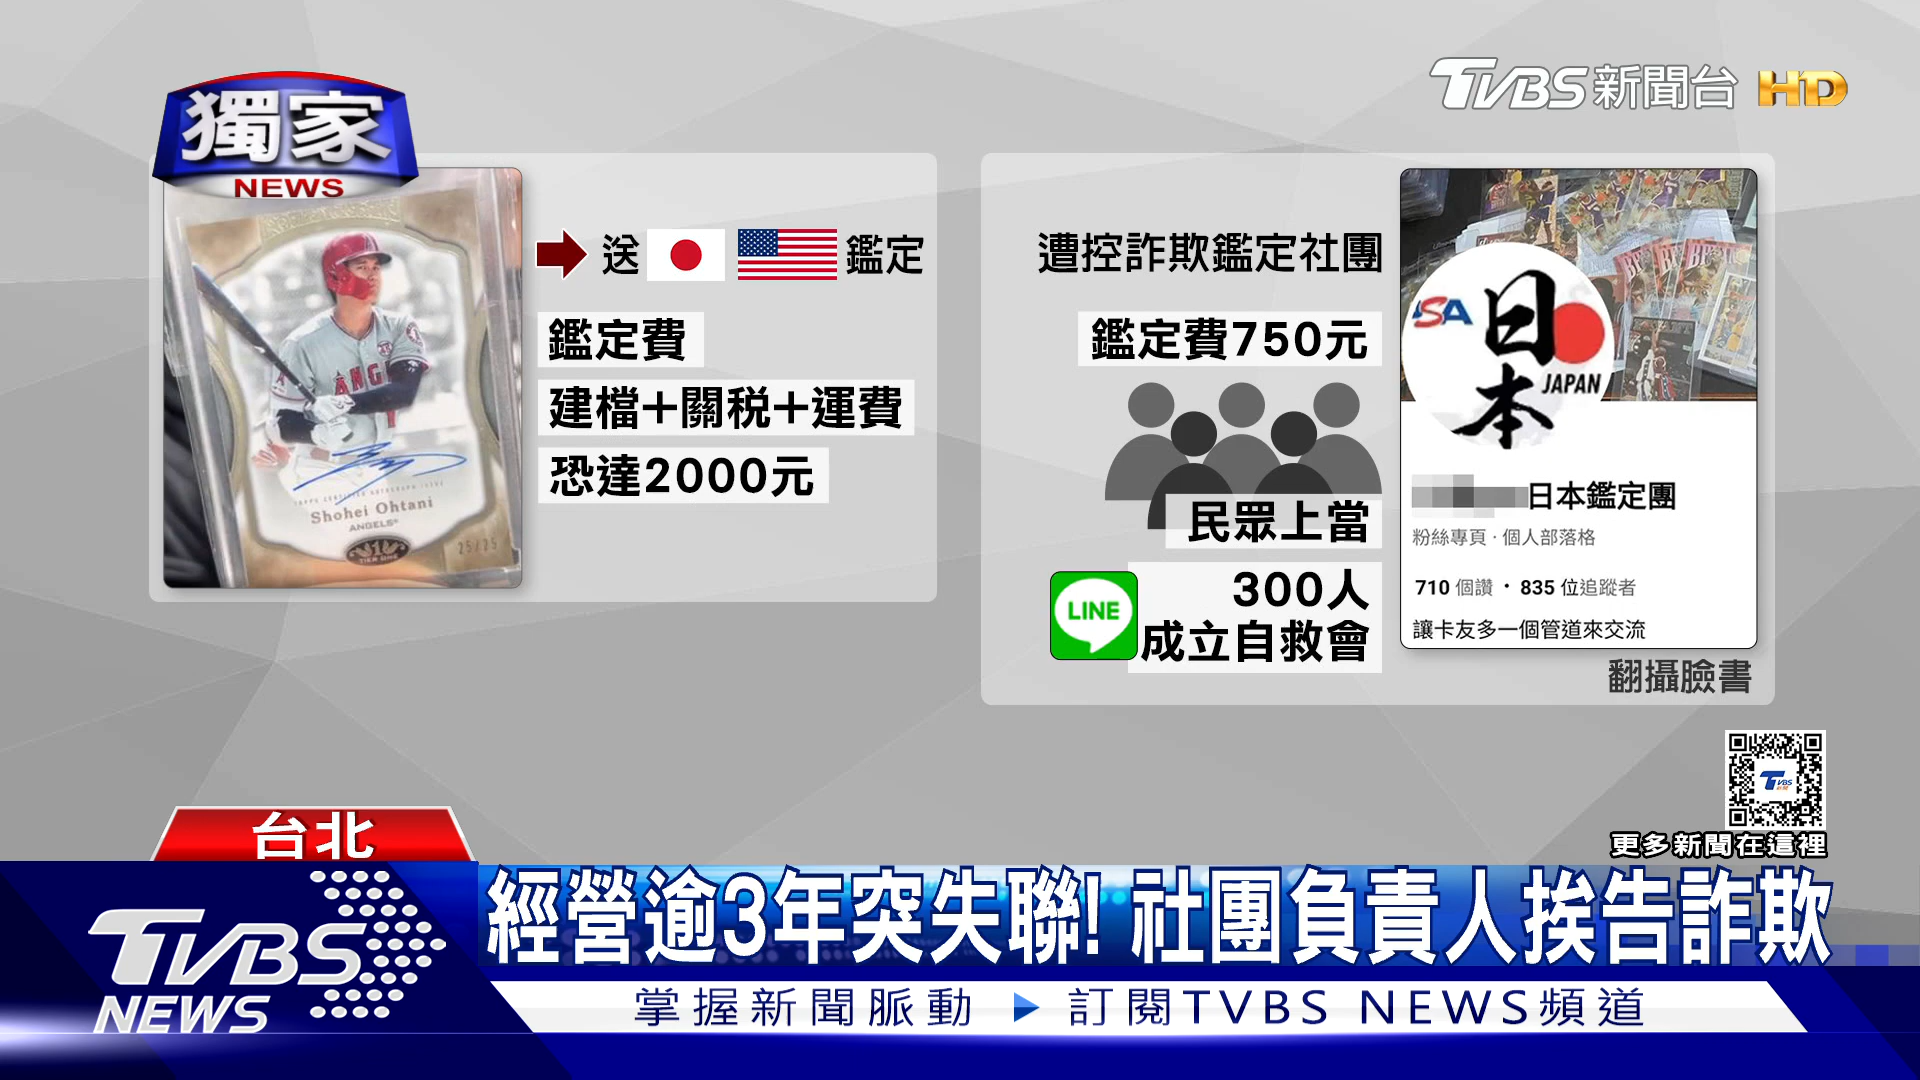 獨家
NEWS
TVBS新聞台 HD
送 鑑定
鑑定費
建檔+關稅+運費
恐達2000元
Shohei Ohtani
ANGELS
25/25
遭控詐欺鑑定社團
鑑定費750元
民眾上當
LINE
300人
成立自救會
SA
日本
JAPAN
日本鑑定團
粉絲專頁 · 個人部落格
710 個讚 · 835 位追蹤者
讓卡友多一個管道來交流
翻攝臉書
TVBS
更多新聞在這裡
台北
經營逾3年突失聯! 社團負責人挨告詐欺
TVBS
NEWS
掌握新聞脈動 ▶ 訂閱TVBS NEWS頻道